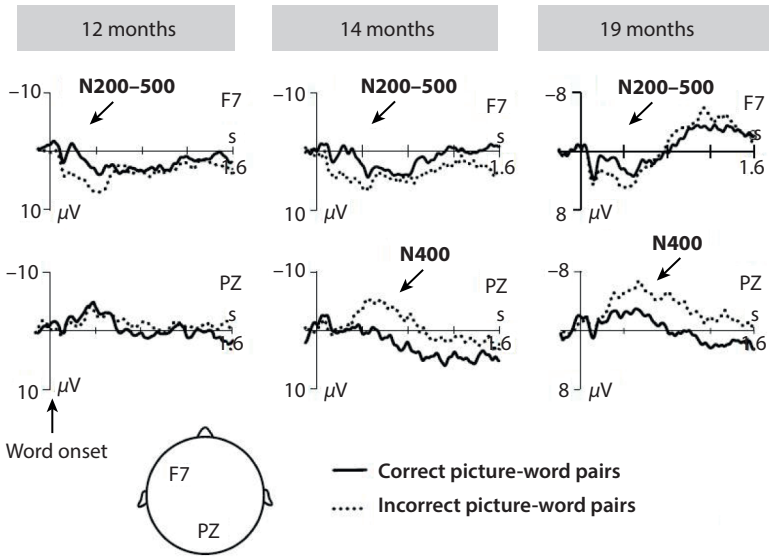 12 months
14 months
19 months
–10
N200–500
F7
s
1.6
10
µV
–10
N200–500
F7
s
1.6
10
µV
–8
N200–500
F7
s
1.6
8
µV
–10
PZ
s
1.6
10
µV
–10
N400
PZ
s
1.6
10
µV
–8
N400
PZ
s
1.6
8
µV
Word onset
F7
PZ
Correct picture-word pairs
Incorrect picture-word pairs